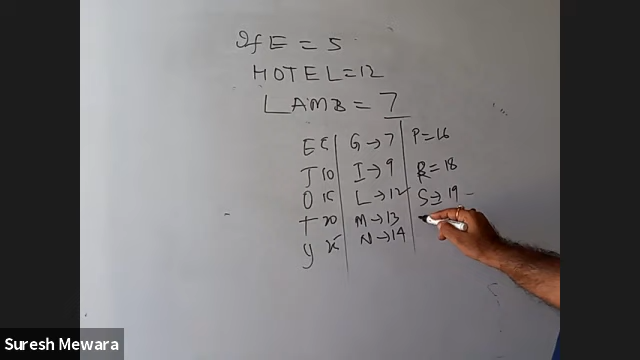 If E = 5
HOTEL = 12
LAMB = 7
E 5 G → 7 P = 16
J 10 I → 9 R = 18
O 15 L → 12 S → 19
T 20 M → 13
Y 25 N → 14
Suresh Mewara